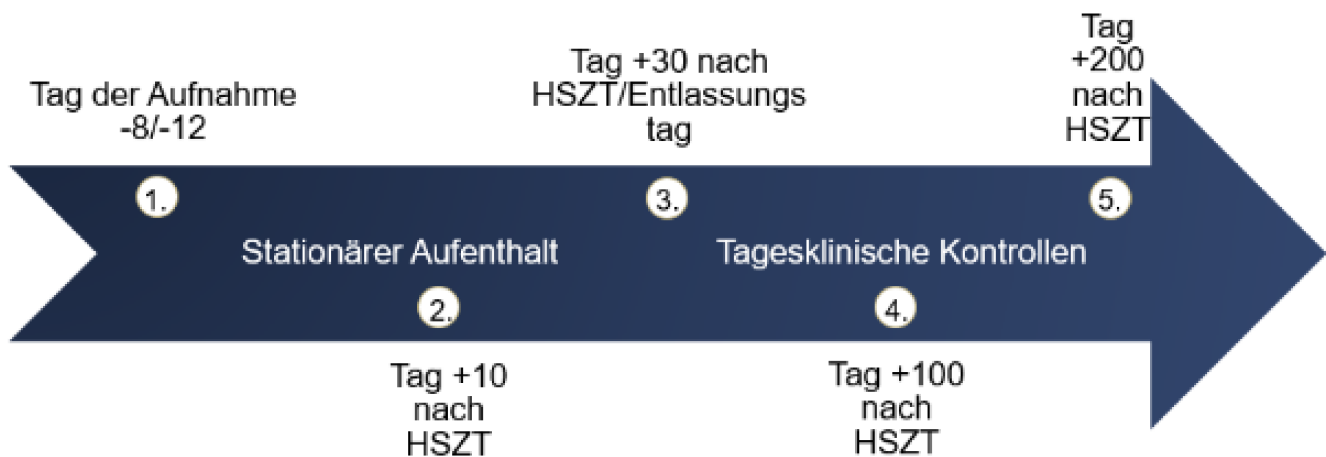 Tag der Aufnahme
-8/-12
1.
Stationärer Aufenthalt
2.
Tag +10
nach
HSZT
Tag +30 nach
HSZT/Entlassungs
tag
3.
Tagesklinische Kontrollen
4.
Tag +100
nach
HSZT
Tag
+200
nach
HSZT
5.